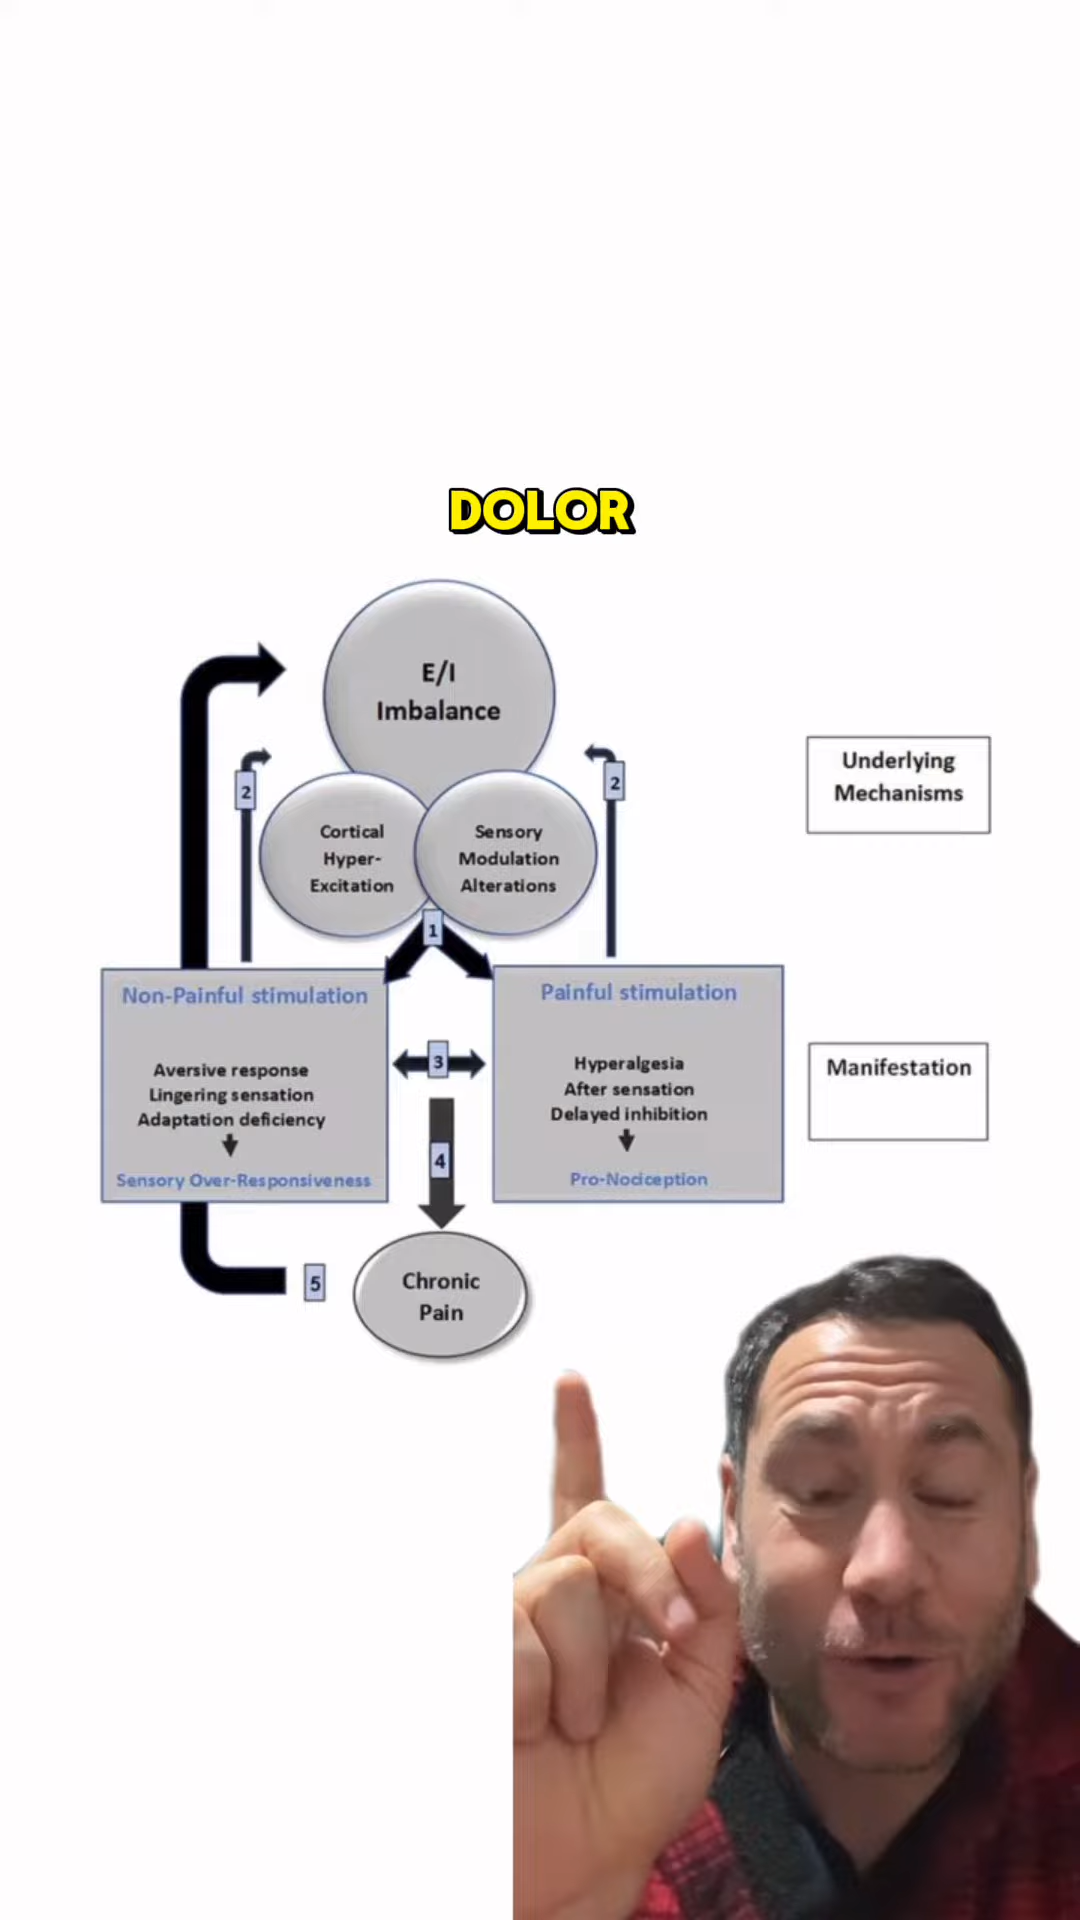 DOLOR
E/I
Imbalance
Underlying
Mechanisms
2
2
Cortical
Hyper-
Excitation
Sensory
Modulation
Alterations
1
Non-Painful stimulation
Aversive response
Lingering sensation
Adaptation deficiency
Sensory Over-Responsiveness
3
4
Painful stimulation
Hyperalgesia
After sensation
Delayed inhibition
Pro-Nociception
Manifestation
5
Chronic
Pain